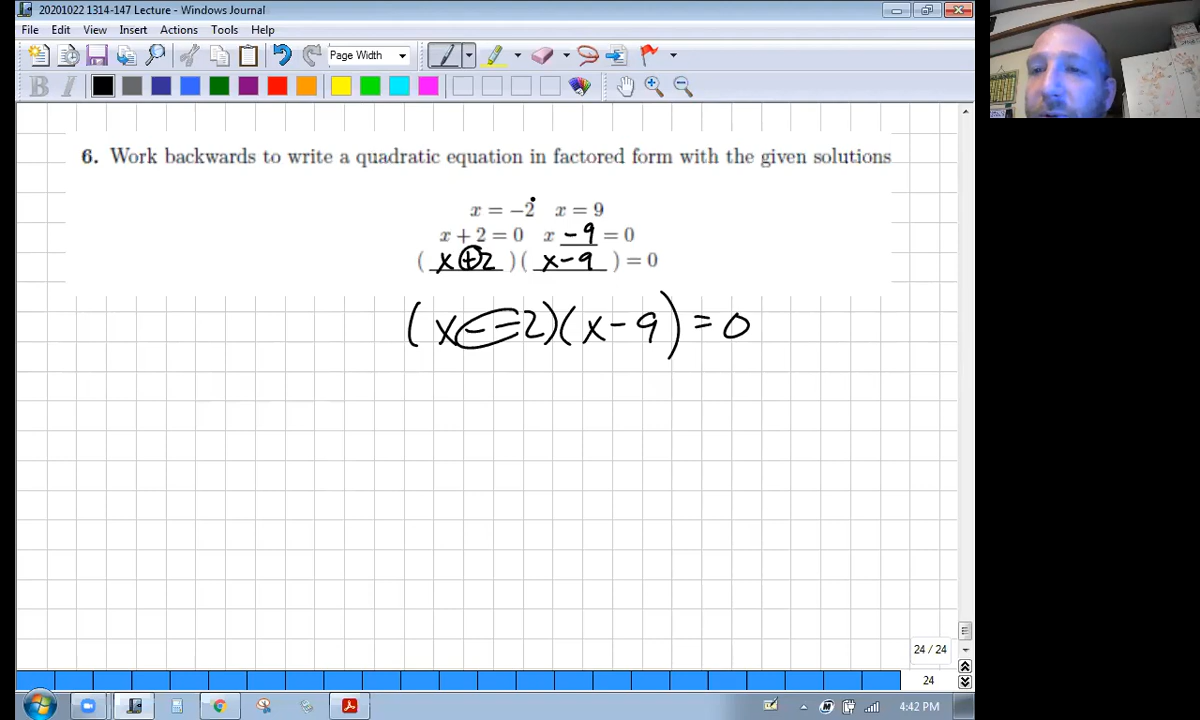 20201022 1314-147 Lecture - Windows Journal
File Edit View Insert Actions Tools Help
Page Width
B I
6. Work backwards to write a quadratic equation in factored form with the given solutions
x = −2 x = 9
x + 2 = 0 x −9 = 0
( x+2 )( x−9 ) = 0
(x−−2)(x−9) = 0
24 / 24
24
4:42 PM